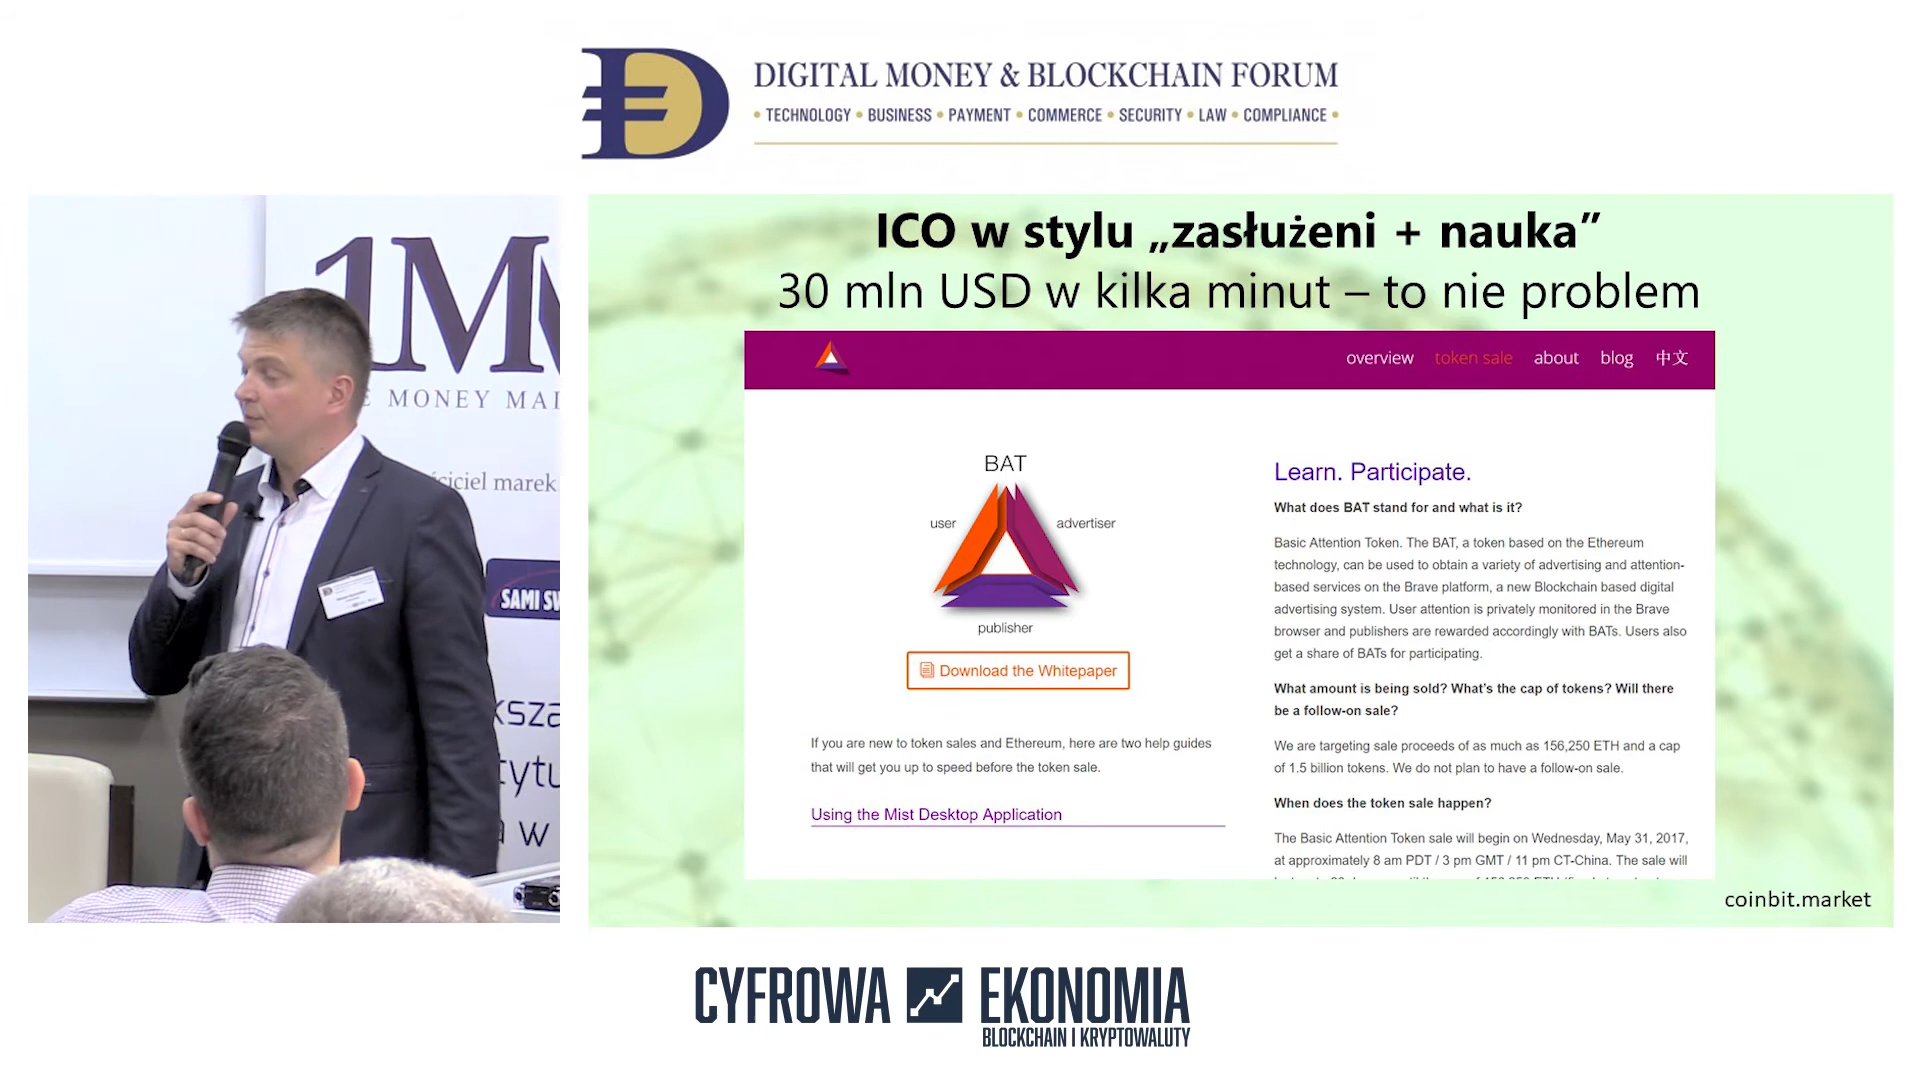 DIGITAL MONEY & BLOCKCHAIN FORUM
• TECHNOLOGY • BUSINESS • PAYMENT • COMMERCE • SECURITY • LAW • COMPLIANCE •
1M
MONEY
marek
SAMI
w
ICO w stylu „zasłużeni + nauka”
30 mln USD w kilka minut – to nie problem
overview token sale about blog 中文
BAT
user
advertiser
publisher
Download the Whitepaper
If you are new to token sales and Ethereum, here are two help guides
that will get you up to speed before the token sale.
Using the Mist Desktop Application
Learn. Participate.
What does BAT stand for and what is it?
Basic Attention Token. The BAT, a token based on the Ethereum
technology, can be used to obtain a variety of advertising and attention-
based services on the Brave platform, a new Blockchain based digital
advertising system. User attention is privately monitored in the Brave
browser and publishers are rewarded accordingly with BATs. Users also
get a share of BATs for participating.
What amount is being sold? What's the cap of tokens? Will there
be a follow-on sale?
We are targeting sale proceeds of as much as 156,250 ETH and a cap
of 1.5 billion tokens. We do not plan to have a follow-on sale.
When does the token sale happen?
The Basic Attention Token sale will begin on Wednesday, May 31, 2017,
at approximately 8 am PDT / 3 pm GMT / 11 pm CT-China. The sale will
coinbit.market
CYFROWA EKONOMIA
BLOCKCHAIN I KRYPTOWALUTY